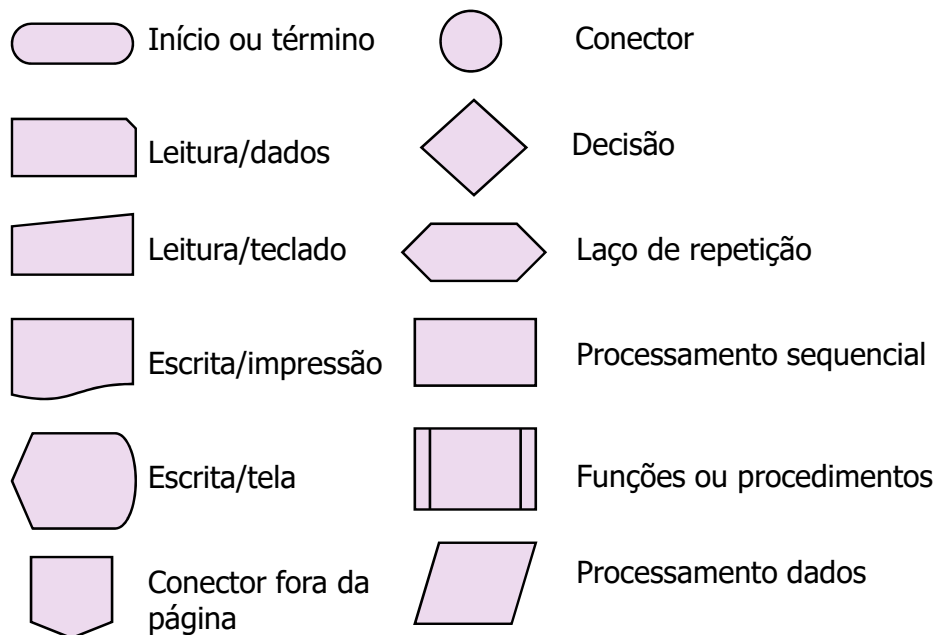 Início ou término
Conector
Leitura/dados
Decisão
Leitura/teclado
Laço de repetição
Escrita/impressão
Processamento sequencial
Escrita/tela
Funções ou procedimentos
Conector fora da
página
Processamento dados